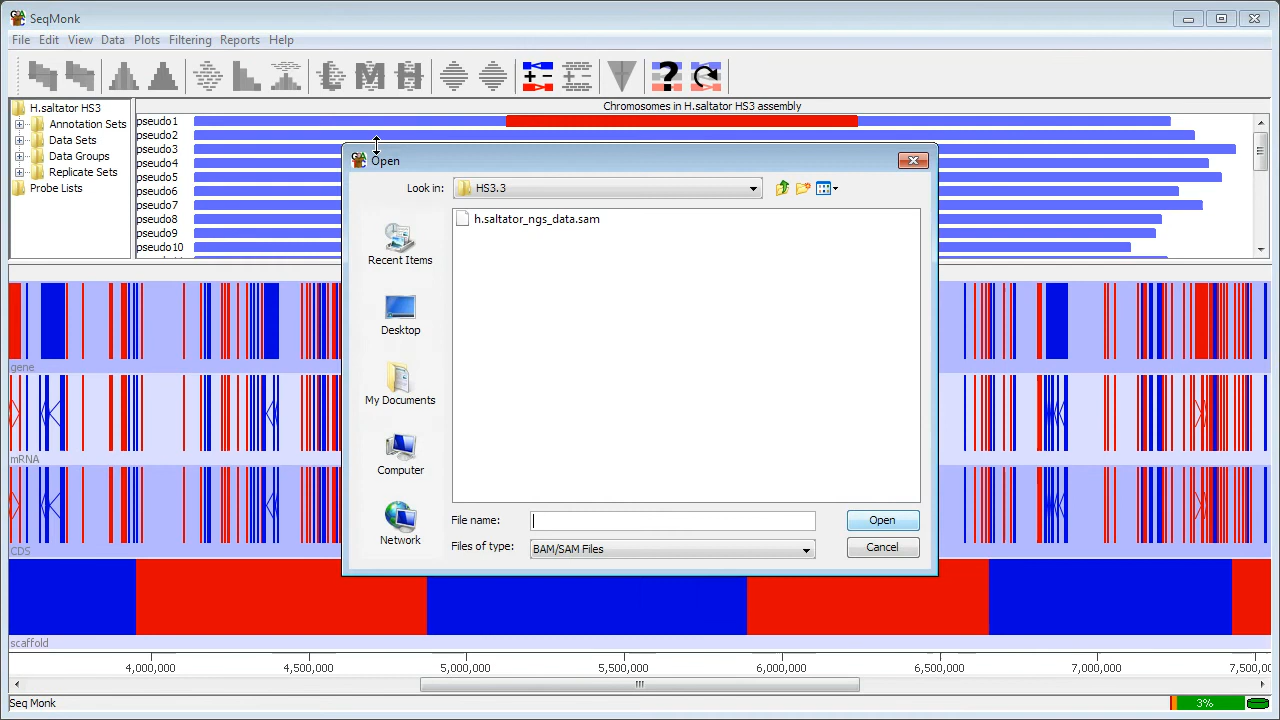 SeqMonk
File Edit View Data Plots Filtering Reports Help
H.saltator HS3
Annotation Sets
Data Sets
Data Groups
Replicate Sets
Probe Lists
Chromosomes in H.saltator HS3 assembly
pseudo1
pseudo2
pseudo3
pseudo4
pseudo5
pseudo6
pseudo7
pseudo8
pseudo9
pseudo10
Open
Look in: HS3.3
h.saltator_ngs_data.sam
Recent Items
Desktop
My Documents
Computer
Network
File name: Open
Files of type: BAM/SAM Files Cancel
gene
mRNA
CDS
scaffold
4,000,000 4,500,000 5,000,000 5,500,000 6,000,000 6,500,000 7,000,000 7,500,0
Seq Monk 3%